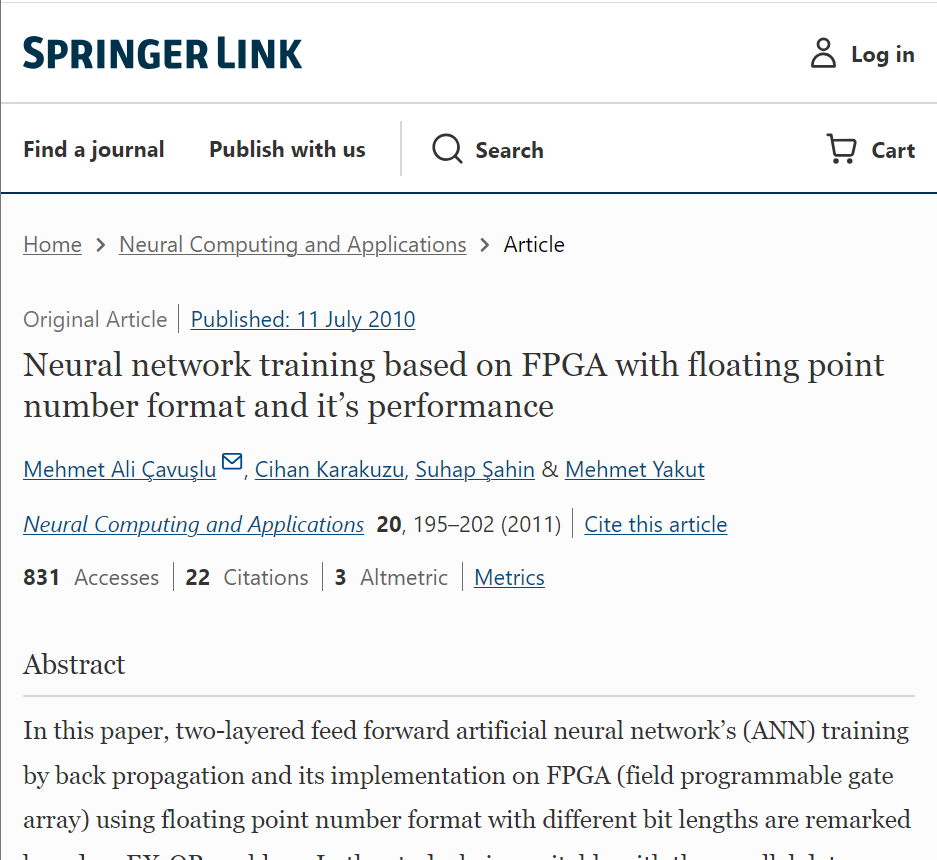 SPRINGER LINK
Log in
Find a journal Publish with us Search Cart
Home > Neural Computing and Applications > Article
Original Article | Published: 11 July 2010
Neural network training based on FPGA with floating point
number format and it’s performance
Mehmet Ali Çavuşlu, Cihan Karakuzu, Suhap Şahin & Mehmet Yakut
Neural Computing and Applications 20, 195–202 (2011) | Cite this article
831 Accesses | 22 Citations | 3 Altmetric | Metrics
Abstract
In this paper, two-layered feed forward artificial neural network’s (ANN) training
by back propagation and its implementation on FPGA (field programmable gate
array) using floating point number format with different bit lengths are remarked